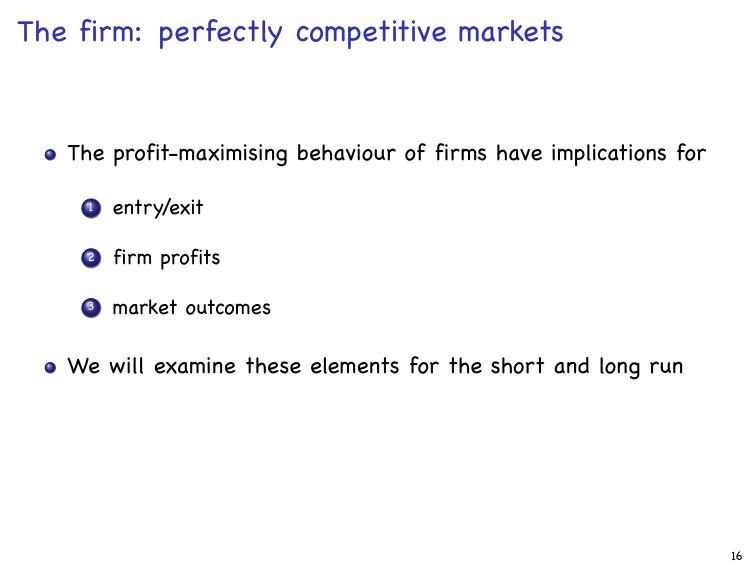 The firm: perfectly competitive markets
The profit-maximising behaviour of firms have implications for
1 entry/exit
2 firm profits
3 market outcomes
We will examine these elements for the short and long run
16